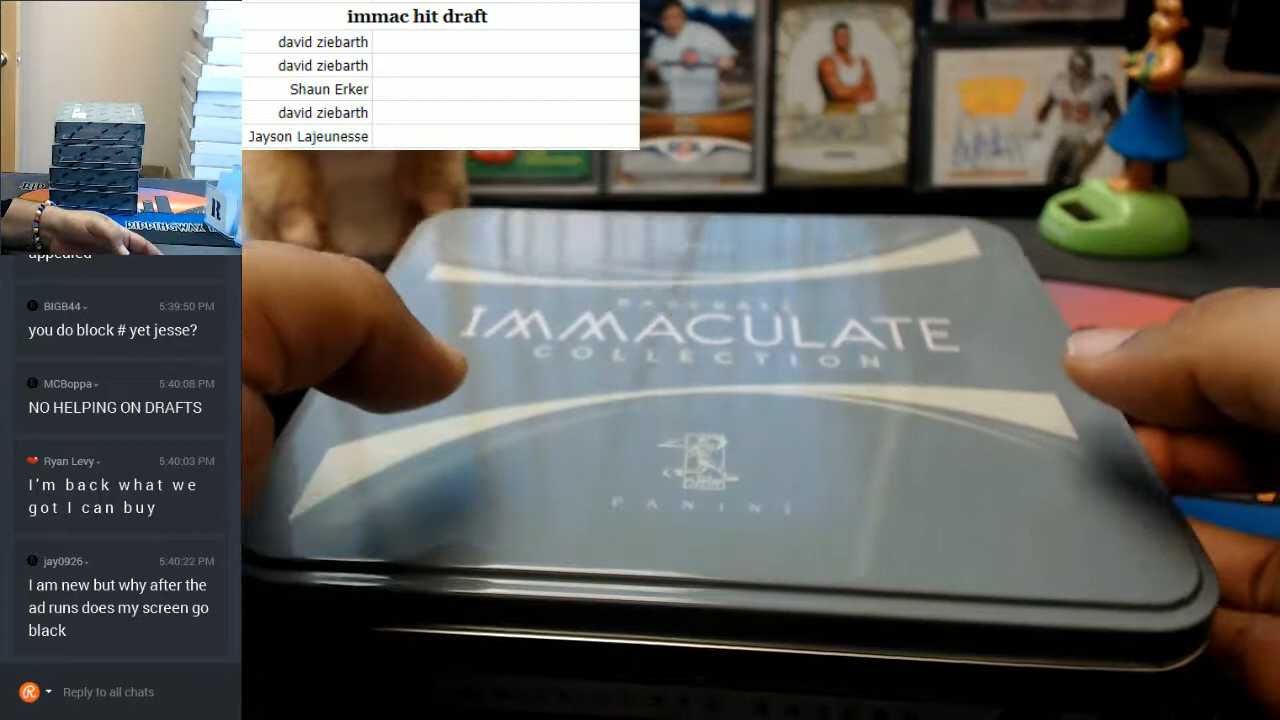 immac hit draft
david ziebarth
david ziebarth
Shaun Erker
david ziebarth
Jayson Lajeunesse
RIPPINGWAX
R
appeared
BIGB44
5:39:50 PM
you do block # yet jesse?
MCBoppa
5:40:08 PM
NO HELPING ON DRAFTS
Ryan Levy
5:40:03 PM
I'm back what we
got I can buy
jay0926
5:40:22 PM
I am new but why after the
ad runs does my screen go
black
Reply to all chats
BASEBALL
IMMACULATE
COLLECTION
PANINI